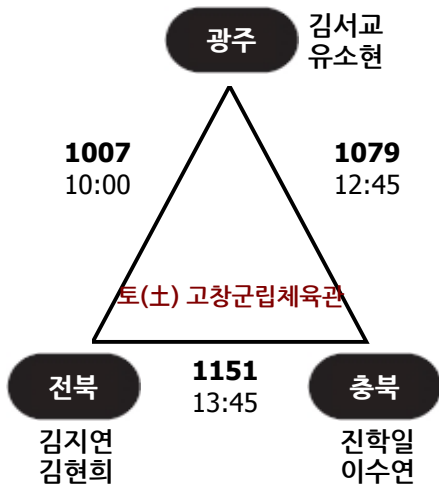 광주
김서교
유소현
1007
10:00
1079
12:45
토(土) 고창군립체육관
전북
1151
13:45
충북
김지연
김현희
진학일
이수연